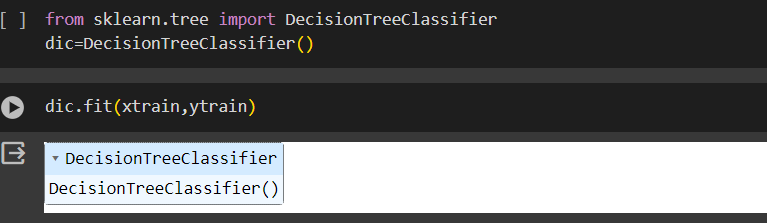 [ ] from sklearn.tree import DecisionTreeClassifier
dic=DecisionTreeClassifier()
dic.fit(xtrain,ytrain)
▾ DecisionTreeClassifier
DecisionTreeClassifier()